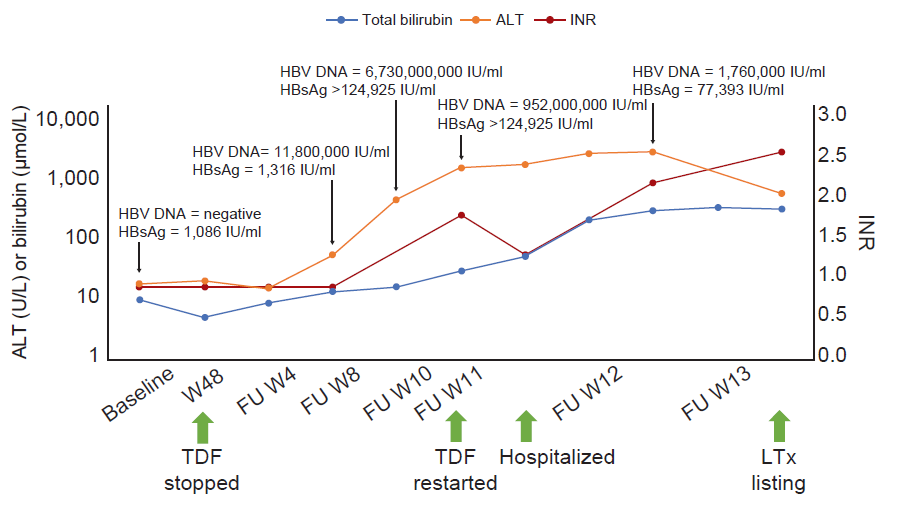 Total bilirubin ALT INR
HBV DNA = 6,730,000,000 IU/ml
HBsAg >124,925 IU/ml
HBV DNA = 1,760,000 IU/ml
HBsAg = 77,393 IU/ml
HBV DNA = 952,000,000 IU/ml
HBsAg >124,925 IU/ml
HBV DNA= 11,800,000 IU/ml
HBsAg = 1,316 IU/ml
HBV DNA = negative
HBsAg = 1,086 IU/ml
ALT (U/L) or bilirubin (µmol/L)
10,000
1,000
100
10
1
3.0
2.5
2.0
1.5
1.0
0.5
0.0
INR
Baseline
W48
FU W4
FU W8
FU W10
FU W11
FU W12
FU W13
TDF
stopped
TDF
restarted
Hospitalized
LTx
listing